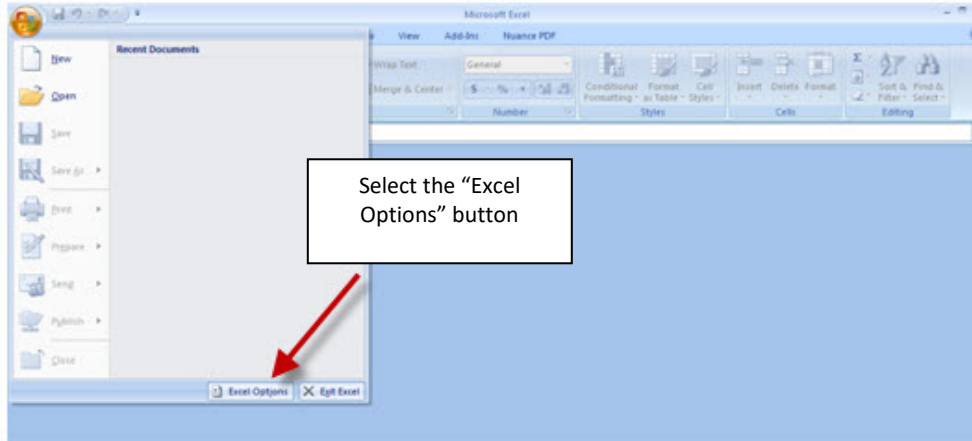 Microsoft Excel
View Add-Ins Nuance PDF
New
Recent Documents
Wrap Text
General
Merge & Center
$ % ,
Conditional Formatting
Format as Table
Cell Styles
Insert Delete Format
Sort & Filter
Find & Select
Number
Styles
Cells
Editing
Open
Save
Save As
Print
Prepare
Send
Publish
Close
Select the “Excel
Options” button
Excel Options
Exit Excel